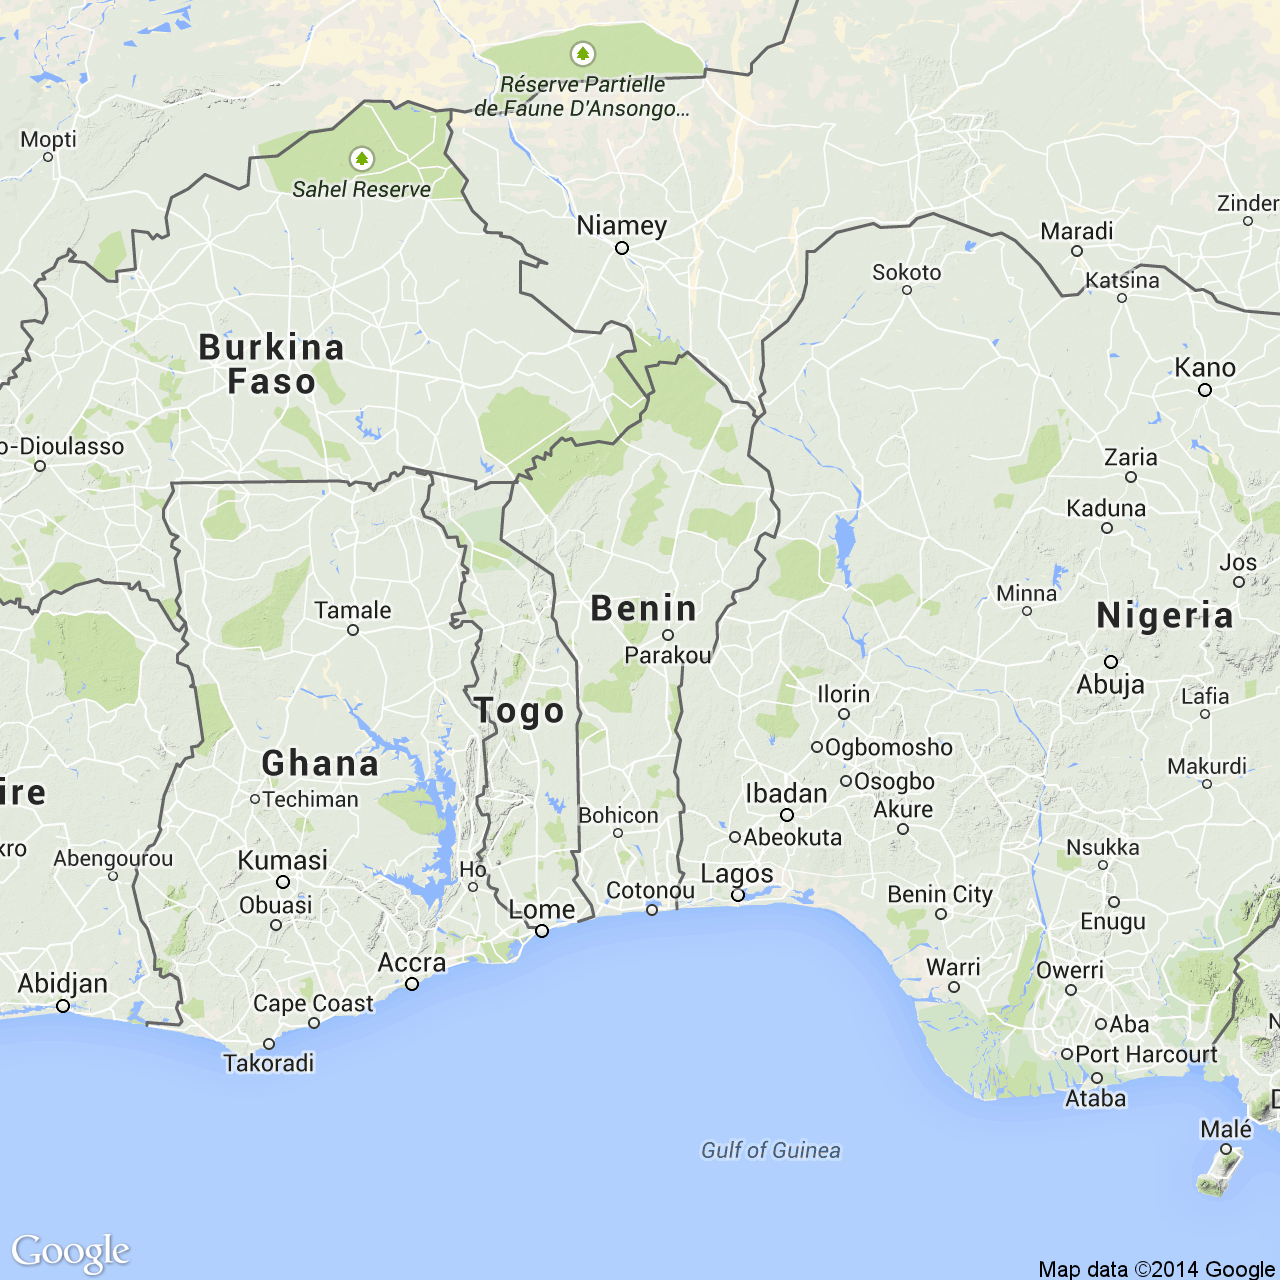 Réserve Partielle
de Faune D'Ansongo...
Mopti
Sahel Reserve
Zinder
Niamey
Maradi
Sokoto
Katsina
Burkina
Faso
Kano
o-Dioulasso
Zaria
Kaduna
Jos
Minna
Tamale
Benin
Nigeria
Parakou
Abuja
Ilorin
Lafia
Togo
Ogbomosho
Ghana
Makurdi
Osogbo
ire
Techiman
Ibadan
Akure
Bohicon
Abeokuta
kro
Abengourou
Kumasi
Nsukka
Ho
Lagos
Cotonou
Benin City
Obuasi
Lome
Enugu
Accra
Warri
Owerri
Abidjan
Cape Coast
Aba
N
Port Harcourt
Takoradi
Ataba
D
Malé
Gulf of Guinea
Google
Map data ©2014 Google